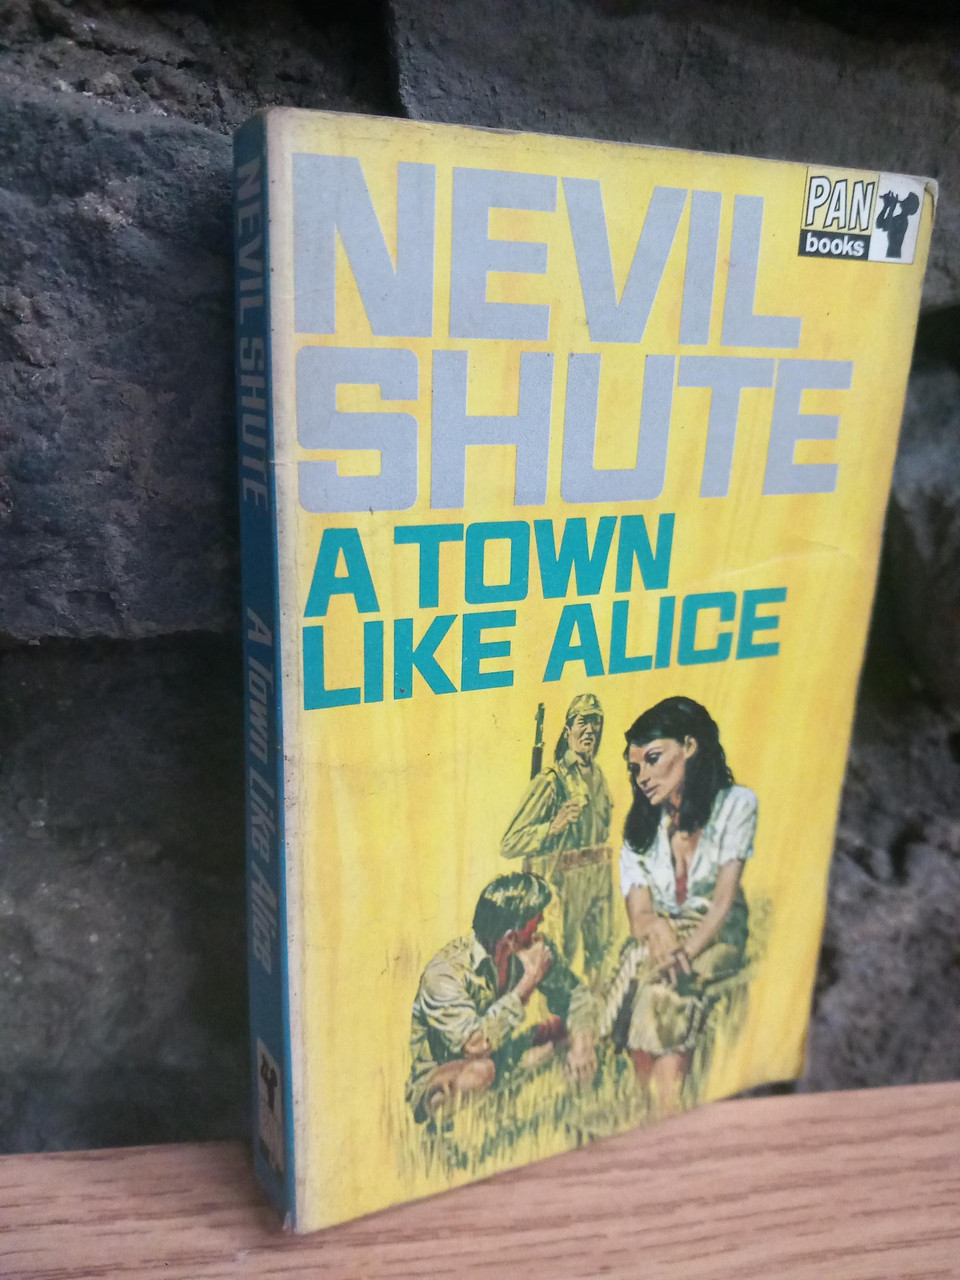 NEVIL SHUTE A Town Like Alice
NEVIL
SHUTE
A TOWN
LIKE ALICE
PAN
books